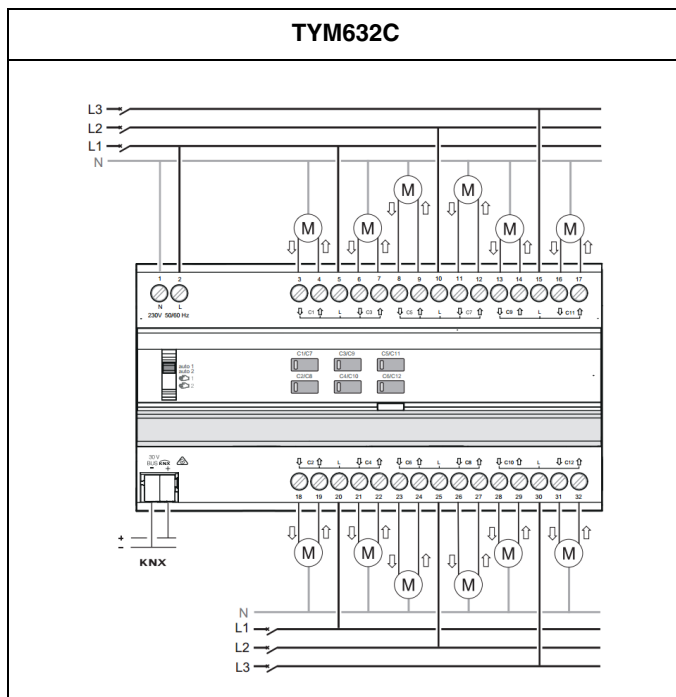 TYM632C
L3
L2
L1
N
M M M M M M
1 2 3 4 5 6 7 8 9 10 11 12 13 14 15 16 17
N L
230V 50/60 Hz
C1 L C3 C5 L C7 C9 L C11
auto 1
auto 2
1
2
C1/C7 C3/C9 C5/C11
C2/C8 C4/C10 C6/C12
30 V
BUS KNX
- +
C2 L C4 C6 L C8 C10 L C12
18 19 20 21 22 23 24 25 26 27 28 29 30 31 32
+
-
KNX
M M M M M M
N
L1
L2
L3